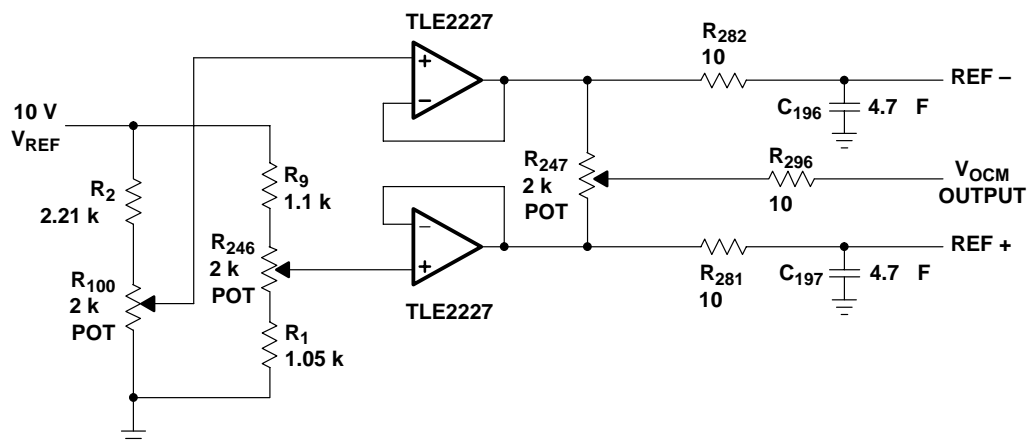 TLE2227
R282
10
+
−
REF −
C196
4.7 F
10 V
VREF
R2
2.21 k
R9
1.1 k
R247
2 k
POT
R296
10
VOCM
OUTPUT
R246
2 k
POT
−
+
TLE2227
R281
10
REF +
C197
4.7 F
R100
2 k
POT
R1
1.05 k